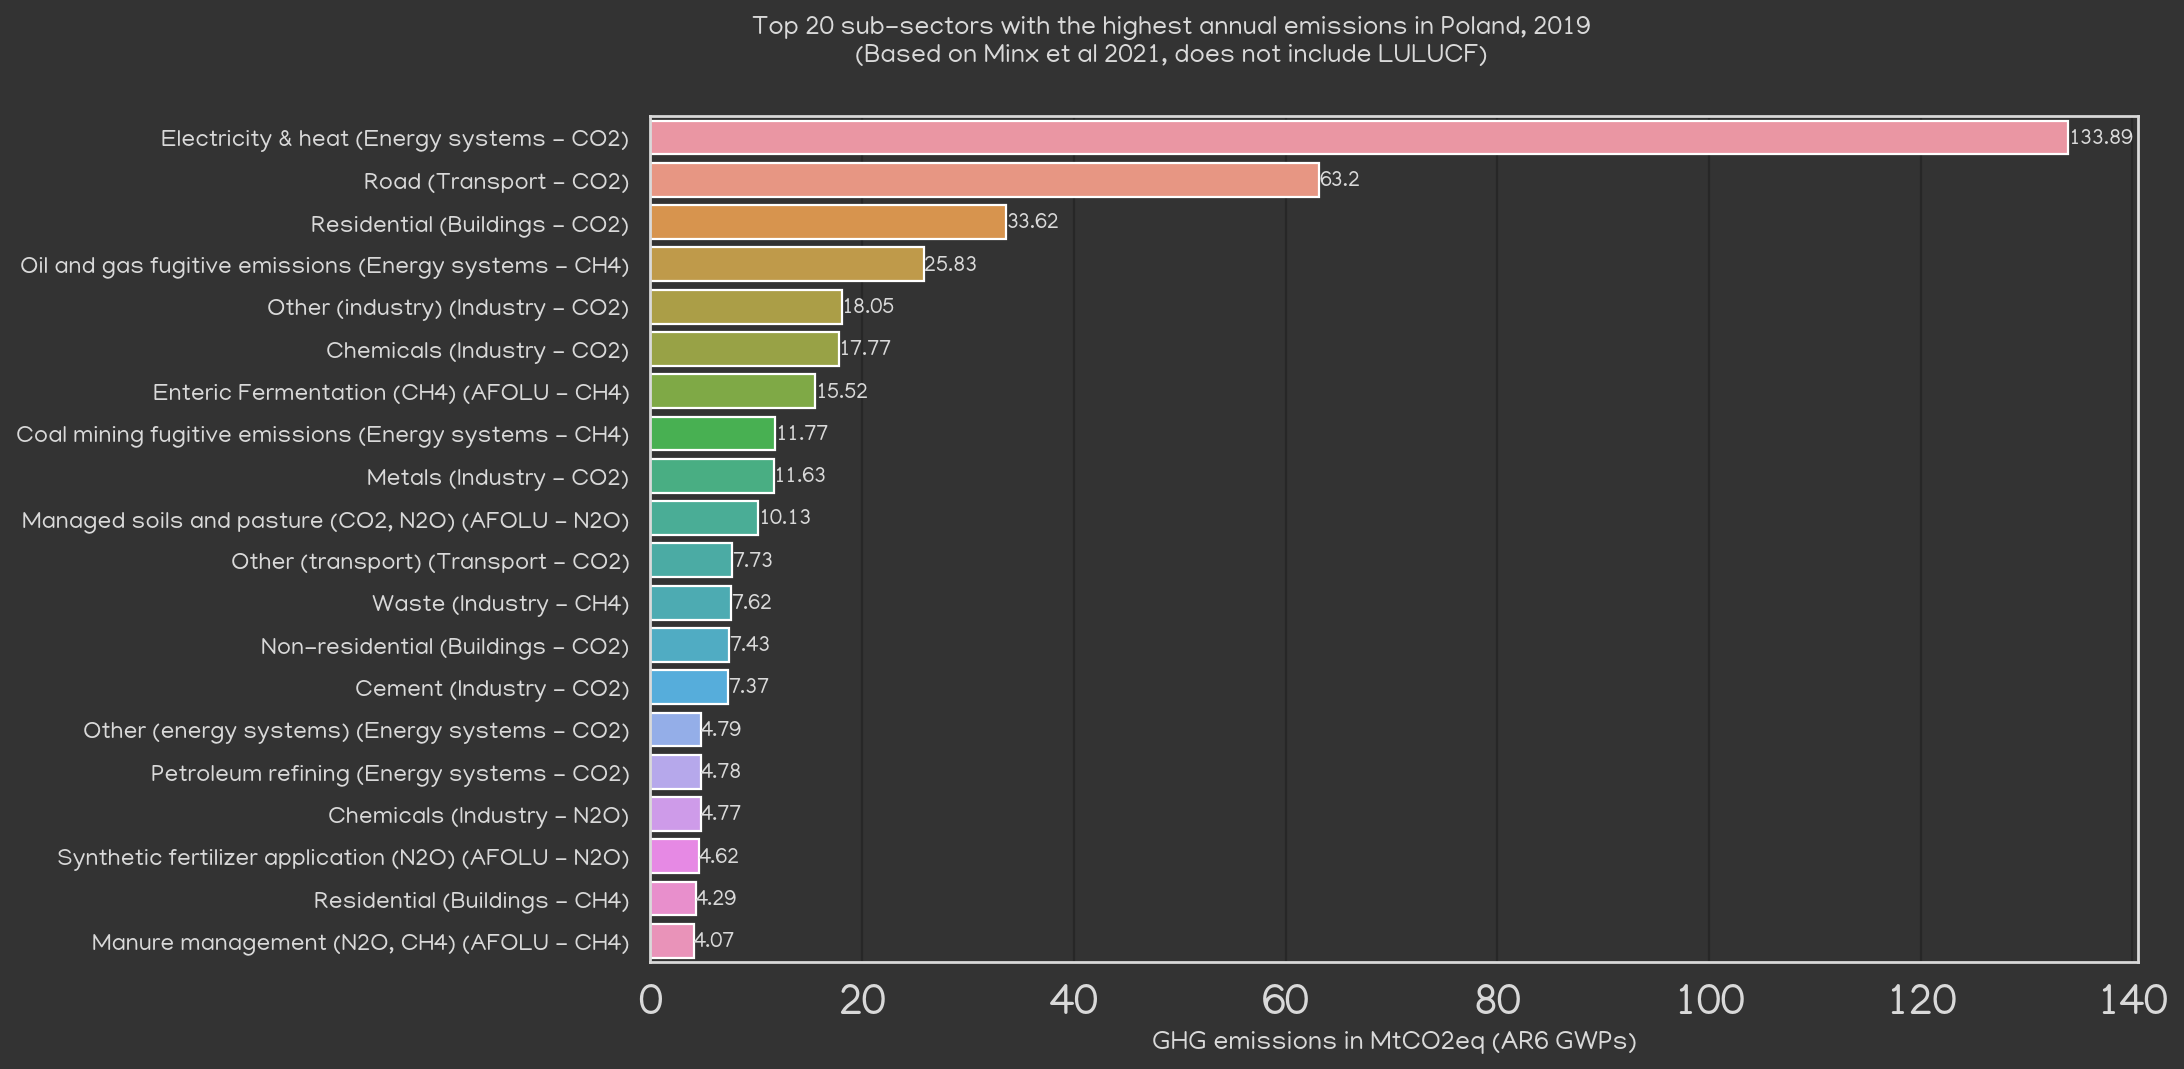 Top 20 sub-sectors with the highest annual emissions in Poland, 2019
(Based on Minx et al 2021, does not include LULUCF)
Electricity & heat (Energy systems - CO2) 133.89
Road (Transport - CO2) 63.2
Residential (Buildings - CO2) 33.62
Oil and gas fugitive emissions (Energy systems - CH4) 25.83
Other (industry) (Industry - CO2) 18.05
Chemicals (Industry - CO2) 17.77
Enteric Fermentation (CH4) (AFOLU - CH4) 15.52
Coal mining fugitive emissions (Energy systems - CH4) 11.77
Metals (Industry - CO2) 11.63
Managed soils and pasture (CO2, N2O) (AFOLU - N2O) 10.13
Other (transport) (Transport - CO2) 7.73
Waste (Industry - CH4) 7.62
Non-residential (Buildings - CO2) 7.43
Cement (Industry - CO2) 7.37
Other (energy systems) (Energy systems - CO2) 4.79
Petroleum refining (Energy systems - CO2) 4.78
Chemicals (Industry - N2O) 4.77
Synthetic fertilizer application (N2O) (AFOLU - N2O) 4.62
Residential (Buildings - CH4) 4.29
Manure management (N2O, CH4) (AFOLU - CH4) 4.07
0 20 40 60 80 100 120 140
GHG emissions in MtCO2eq (AR6 GWPs)